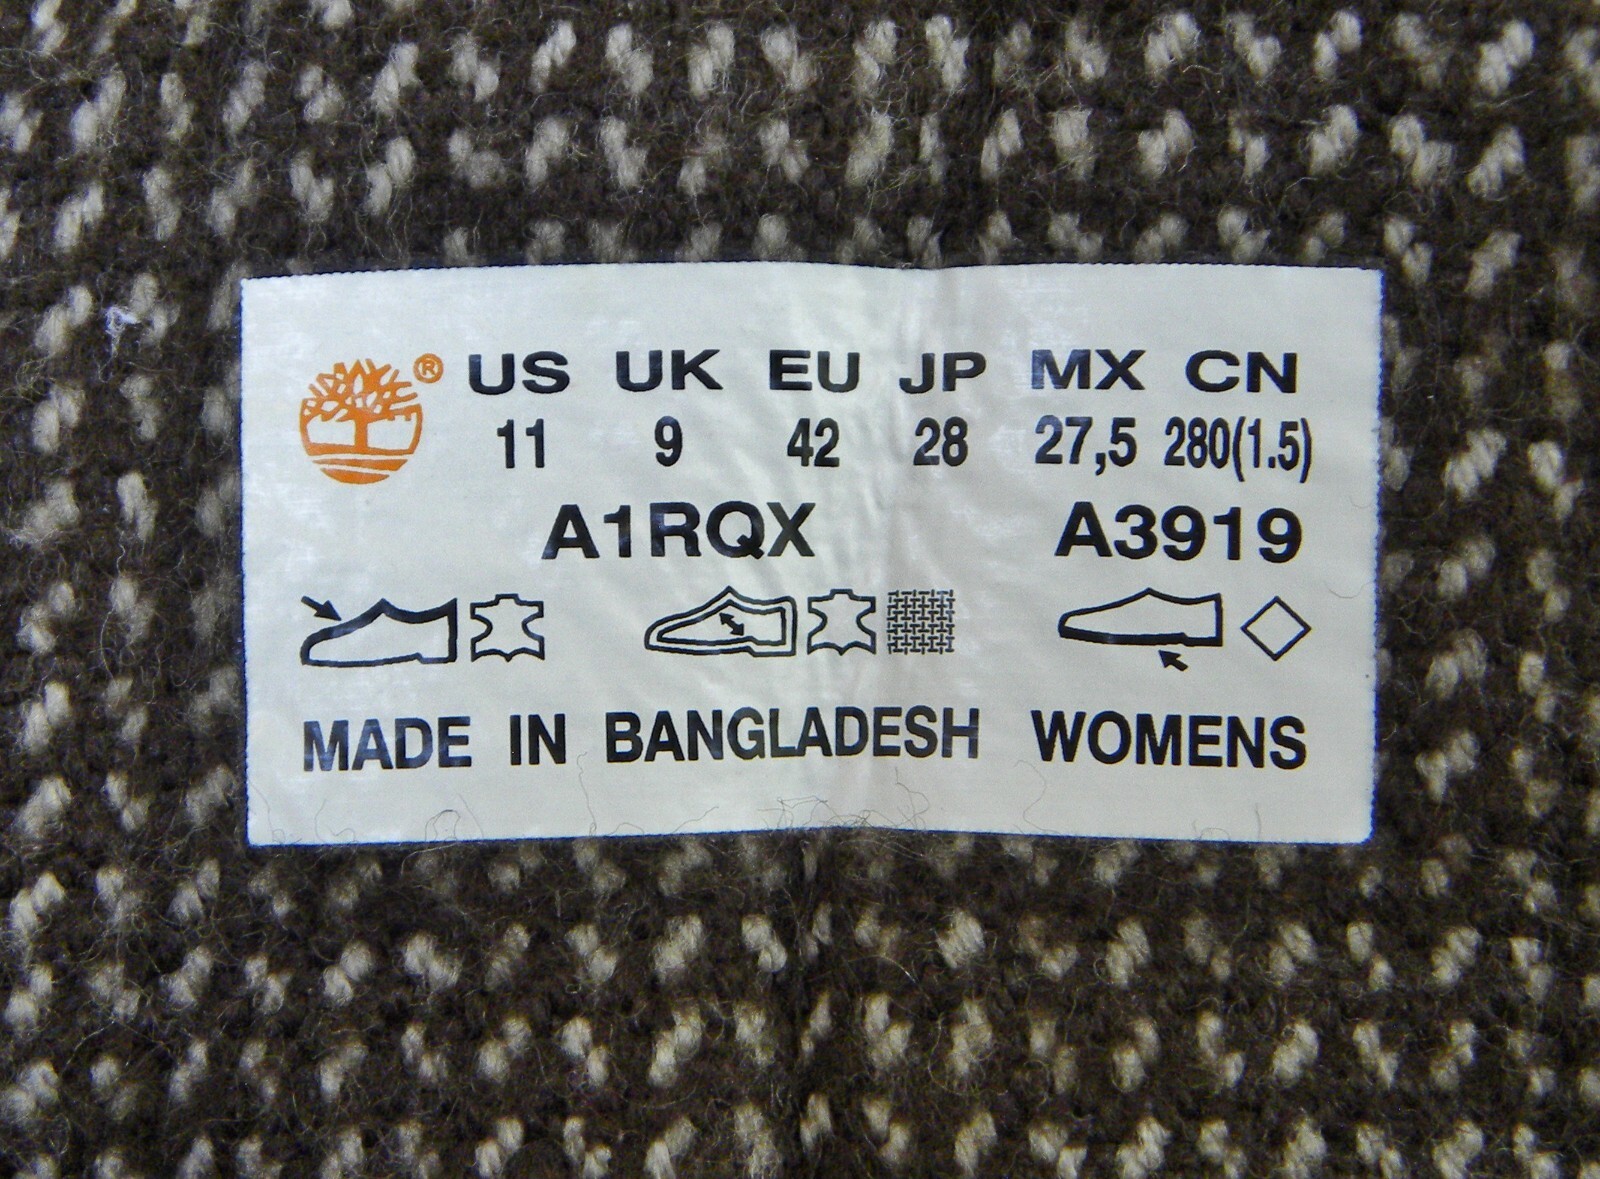 ® US UK EU JP MX CN
11 9 42 28 27,5 280(1.5)
A1RQX A3919
MADE IN BANGLADESH WOMENS